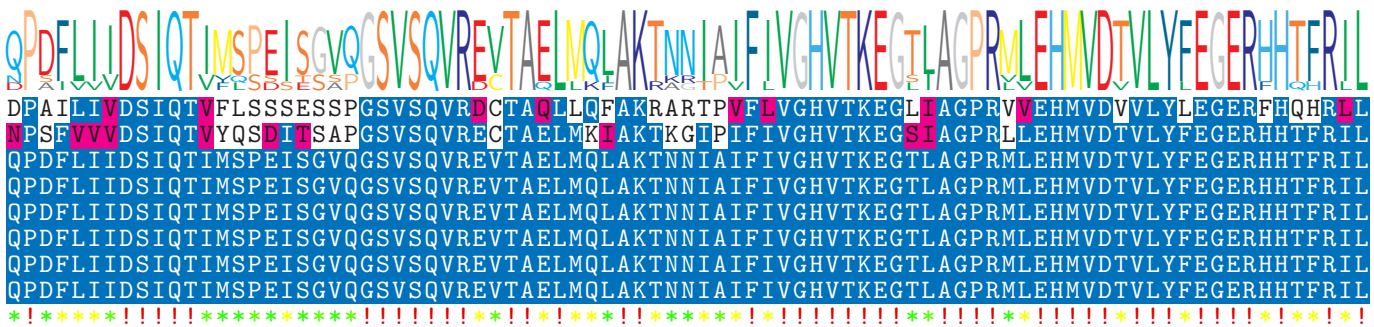 QPDFLIIDSIQTIMSPEISGVQGSVSQVREVTAELMQLAKTNNIAIFIVGHVTKEGTLAGPRMLEHMVDTVLYFEGERHHTFRIL
DPAILIVDSIQTVFLSSSESSPGSVSQVRDCTAQLLQFAKRARTPVFLVGHVTKEGLIAGPRVVEHMVDVVLYLEGERFHQHRLL
NPSFVVVDSIQTVYQSDITSAPGSVSQVRECTAELMKIAKTKGIPIFIVGHVTKEGSIAGPRLLEHMVDTVLYFEGERHHTFRIL
QPDFLIIDSIQTIMSPEISGVQGSVSQVREVTAELMQLAKTNNIAIFIVGHVTKEGTLAGPRMLEHMVDTVLYFEGERHHTFRIL
QPDFLIIDSIQTIMSPEISGVQGSVSQVREVTAELMQLAKTNNIAIFIVGHVTKEGTLAGPRMLEHMVDTVLYFEGERHHTFRIL
QPDFLIIDSIQTIMSPEISGVQGSVSQVREVTAELMQLAKTNNIAIFIVGHVTKEGTLAGPRMLEHMVDTVLYFEGERHHTFRIL
QPDFLIIDSIQTIMSPEISGVQGSVSQVREVTAELMQLAKTNNIAIFIVGHVTKEGTLAGPRMLEHMVDTVLYFEGERHHTFRIL
QPDFLIIDSIQTIMSPEISGVQGSVSQVREVTAELMQLAKTNNIAIFIVGHVTKEGTLAGPRMLEHMVDTVLYFEGERHHTFRIL
QPDFLIIDSIQTIMSPEISGVQGSVSQVREVTAELMQLAKTNNIAIFIVGHVTKEGTLAGPRMLEHMVDTVLYFEGERHHTFRIL
*!*****!!!!!**********!!!!!!!**!!*!***!!******!*!!!!!!!!**!!!!**!!!!!*!!!*!!!!*!**!*!